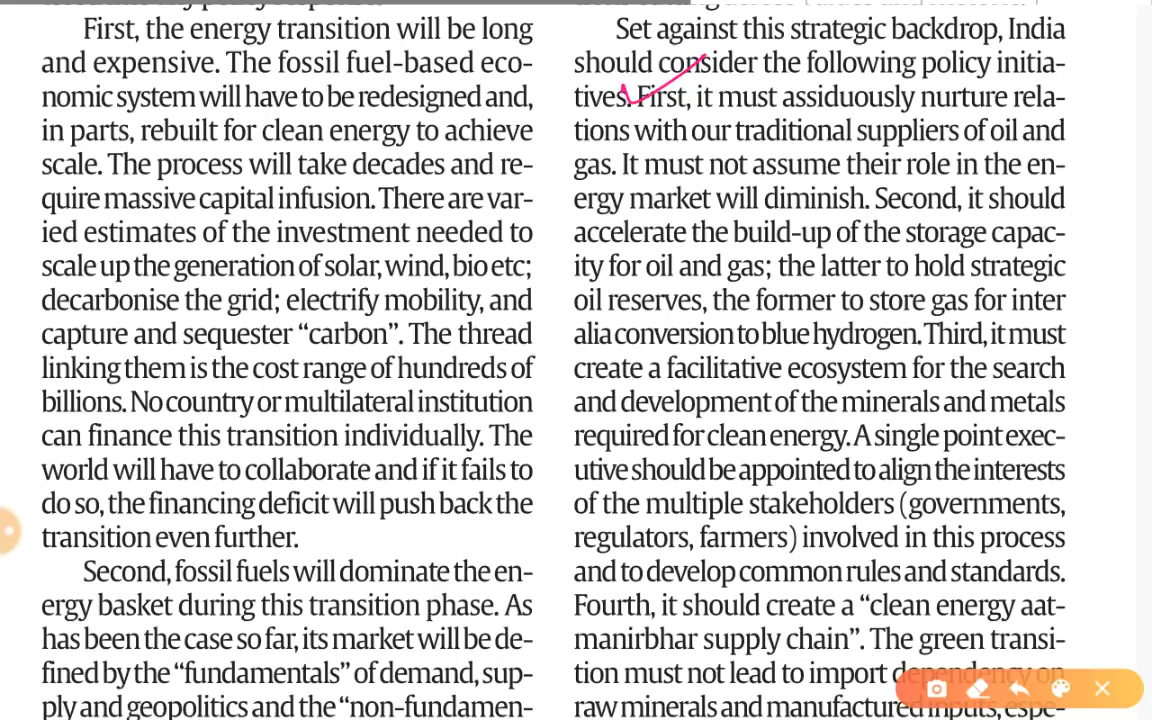 First, the energy transition will be long
and expensive. The fossil fuel-based eco-
nomic system will have to be redesigned and,
in parts, rebuilt for clean energy to achieve
scale. The process will take decades and re-
quire massive capital infusion. There are var-
ied estimates of the investment needed to
scale up the generation of solar, wind, bio etc;
decarbonise the grid; electrify mobility, and
capture and sequester “carbon”. The thread
linking them is the cost range of hundreds of
billions. No country or multilateral institution
can finance this transition individually. The
world will have to collaborate and if it fails to
do so, the financing deficit will push back the
transition even further.
Second, fossil fuels will dominate the en-
ergy basket during this transition phase. As
has been the case so far, its market will be de-
fined by the “fundamentals” of demand, sup-
ply and geopolitics and the “non-fundamen-
Set against this strategic backdrop, India
should consider the following policy initia-
tives. First, it must assiduously nurture rela-
tions with our traditional suppliers of oil and
gas. It must not assume their role in the en-
ergy market will diminish. Second, it should
accelerate the build-up of the storage capac-
ity for oil and gas; the latter to hold strategic
oil reserves, the former to store gas for inter
alia conversion to blue hydrogen. Third, it must
create a facilitative ecosystem for the search
and development of the minerals and metals
required for clean energy. A single point exec-
utive should be appointed to align the interests
of the multiple stakeholders (governments,
regulators, farmers) involved in this process
and to develop common rules and standards.
Fourth, it should create a “clean energy aat-
manirbhar supply chain”. The green transi-
tion must not lead to import dependency on
raw minerals and manufactured inputs, espe-